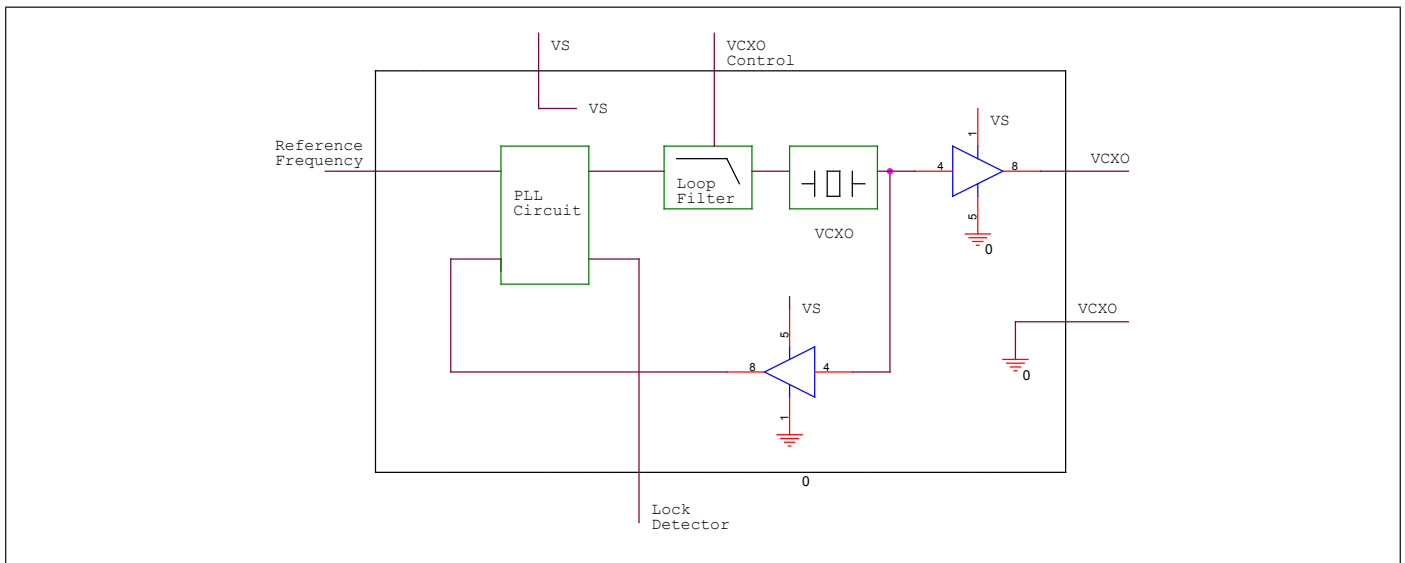 VS
VCXO
Control
VS
Reference
Frequency
PLL
Circuit
Loop
Filter
VCXO
VS
1
4
8
5
0
VCXO
VCXO
0
VS
5
8
4
1
0
Lock
Detector